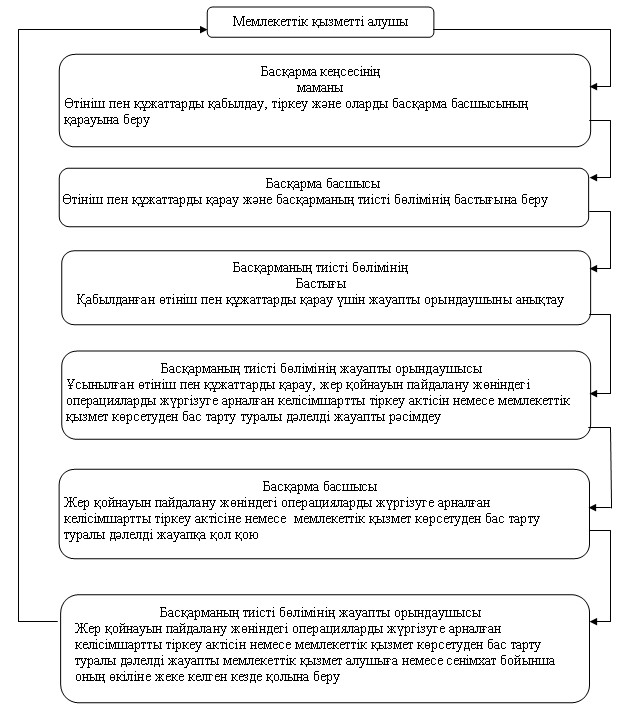 Мемлекеттік қызметті алушы
Басқарма кеңсесінің
маманы
Өтініш пен құжаттарды қабылдау, тіркеу және оларды басқарма басшысының
қарауына беру
Басқарма басшысы
Өтініш пен құжаттарды қарау және басқарманың тиісті бөлімінің бастығына беру
Басқарманың тиісті бөлімінің
Бастығы
Қабылданған өтініш пен құжаттарды қарау үшін жауапты орындаушыны анықтау
Басқарманың тиісті бөлімінің жауапты орындаушысы
Ұсынылған өтініш пен құжаттарды қарау, жер қойнауын пайдалану жөніндегі
операцияларды жүргізуге арналған келісімшартты тіркеу актісін немесе мемлекеттік
қызмет көрсетуден бас тарту туралы дәлелді жауапты рәсімдеу
Басқарма басшысы
Жер қойнауын пайдалану жөніндегі операцияларды жүргізуге арналған
келісімшартты тіркеу актісіне немесе  мемлекеттік қызмет көрсетуден бас тарту
туралы дәлелді жауапқа қол қою
Басқарманың тиісті бөлімінің жауапты орындаушысы
Жер қойнауын пайдалану жөніндегі операцияларды жүргізуге арналған
келісімшартты тіркеу актісін немесе мемлекеттік қызмет көрсетуден бас тарту
туралы дәлелді жауапты мемлекеттік қызмет алушыға немесе сенімхат бойынша
оның өкіліне жеке келген кезде қолына беру